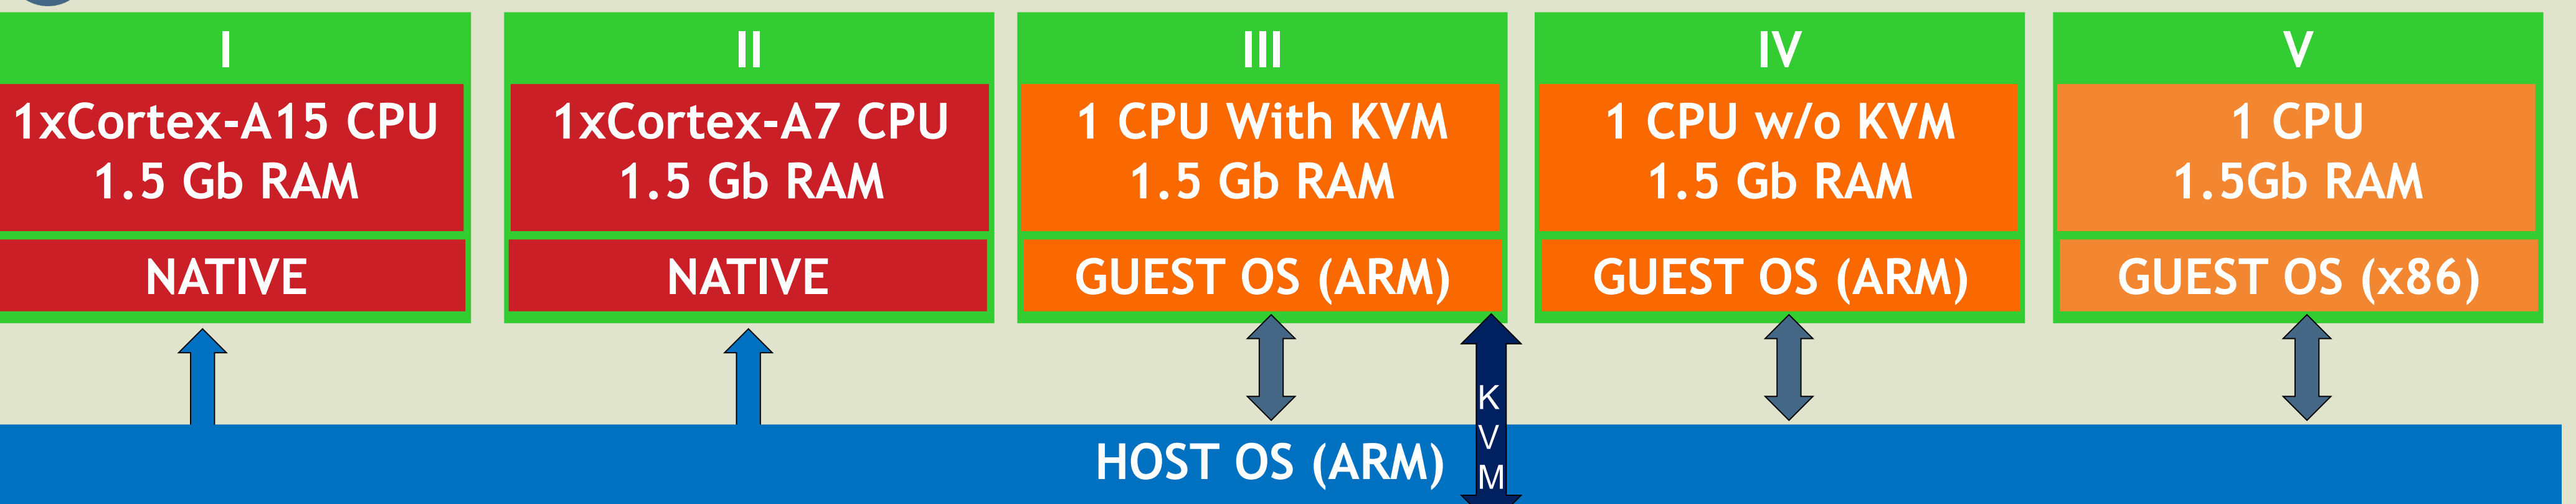 I
1xCortex-A15 CPU
1.5 Gb RAM
NATIVE
II
1xCortex-A7 CPU
1.5 Gb RAM
NATIVE
III
1 CPU With KVM
1.5 Gb RAM
GUEST OS (ARM)
IV
1 CPU w/o KVM
1.5 Gb RAM
GUEST OS (ARM)
V
1 CPU
1.5Gb RAM
GUEST OS (x86)
KVM
HOST OS (ARM)